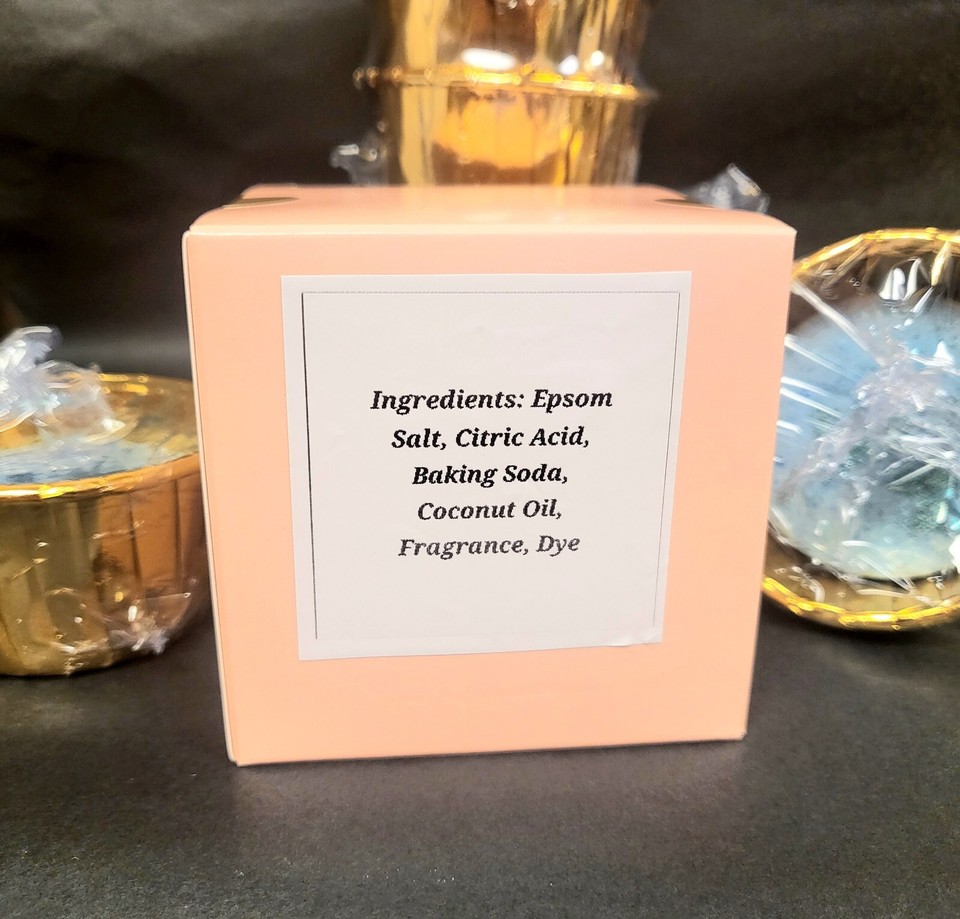 Ingredients: Epsom
Salt, Citric Acid,
Baking Soda,
Coconut Oil,
Fragrance, Dye